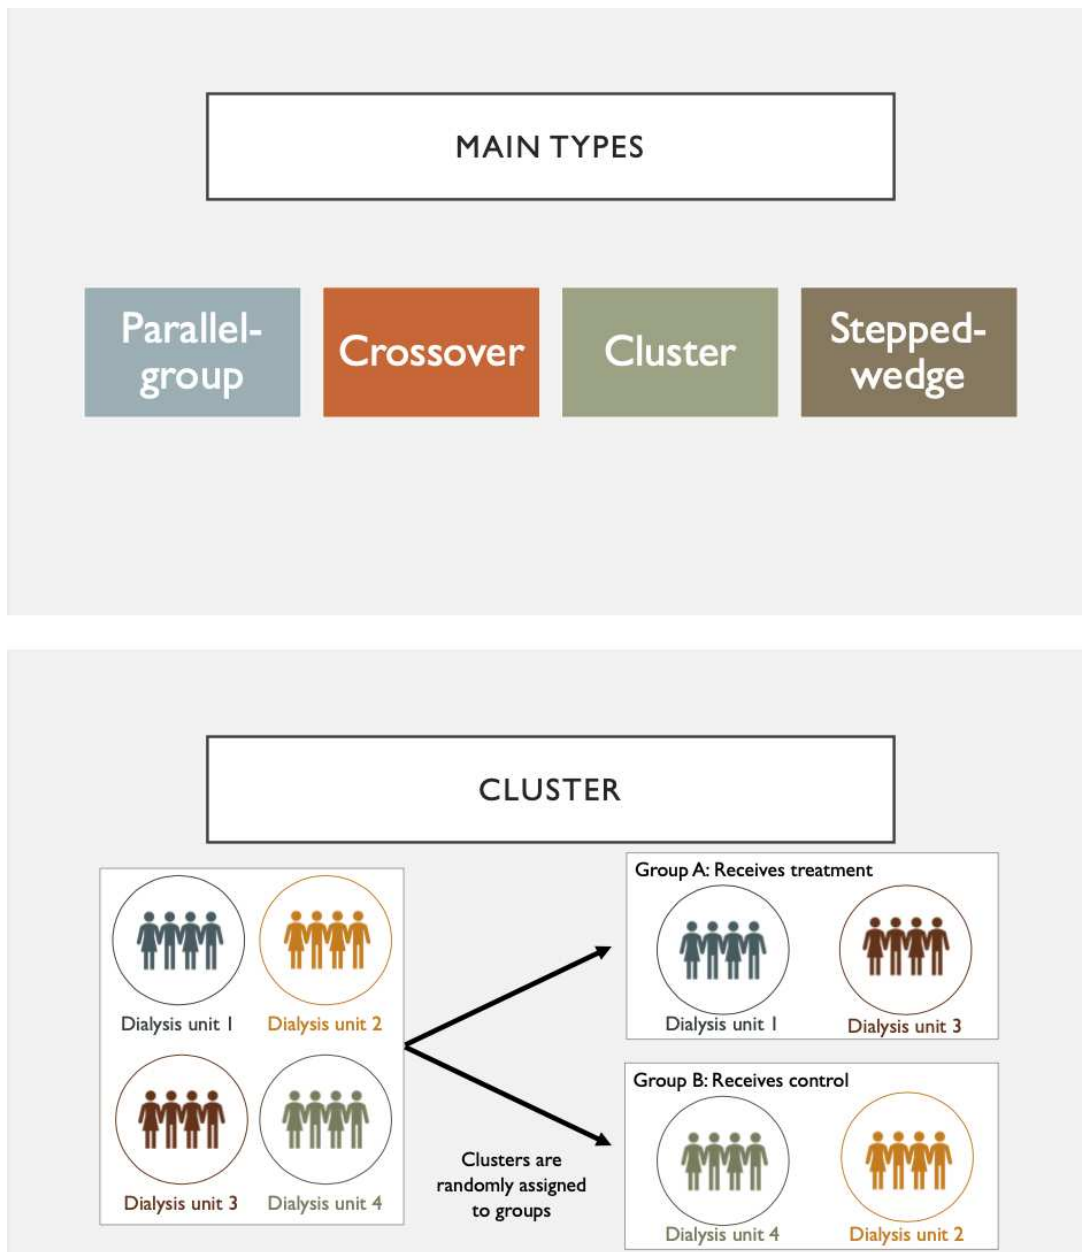 MAIN TYPES
Parallel-
group
Crossover
Cluster
Stepped-
wedge
CLUSTER
Dialysis unit 1
Dialysis unit 2
Dialysis unit 3
Dialysis unit 4
Clusters are
randomly assigned
to groups
Group A: Receives treatment
Dialysis unit 1
Dialysis unit 3
Group B: Receives control
Dialysis unit 4
Dialysis unit 2